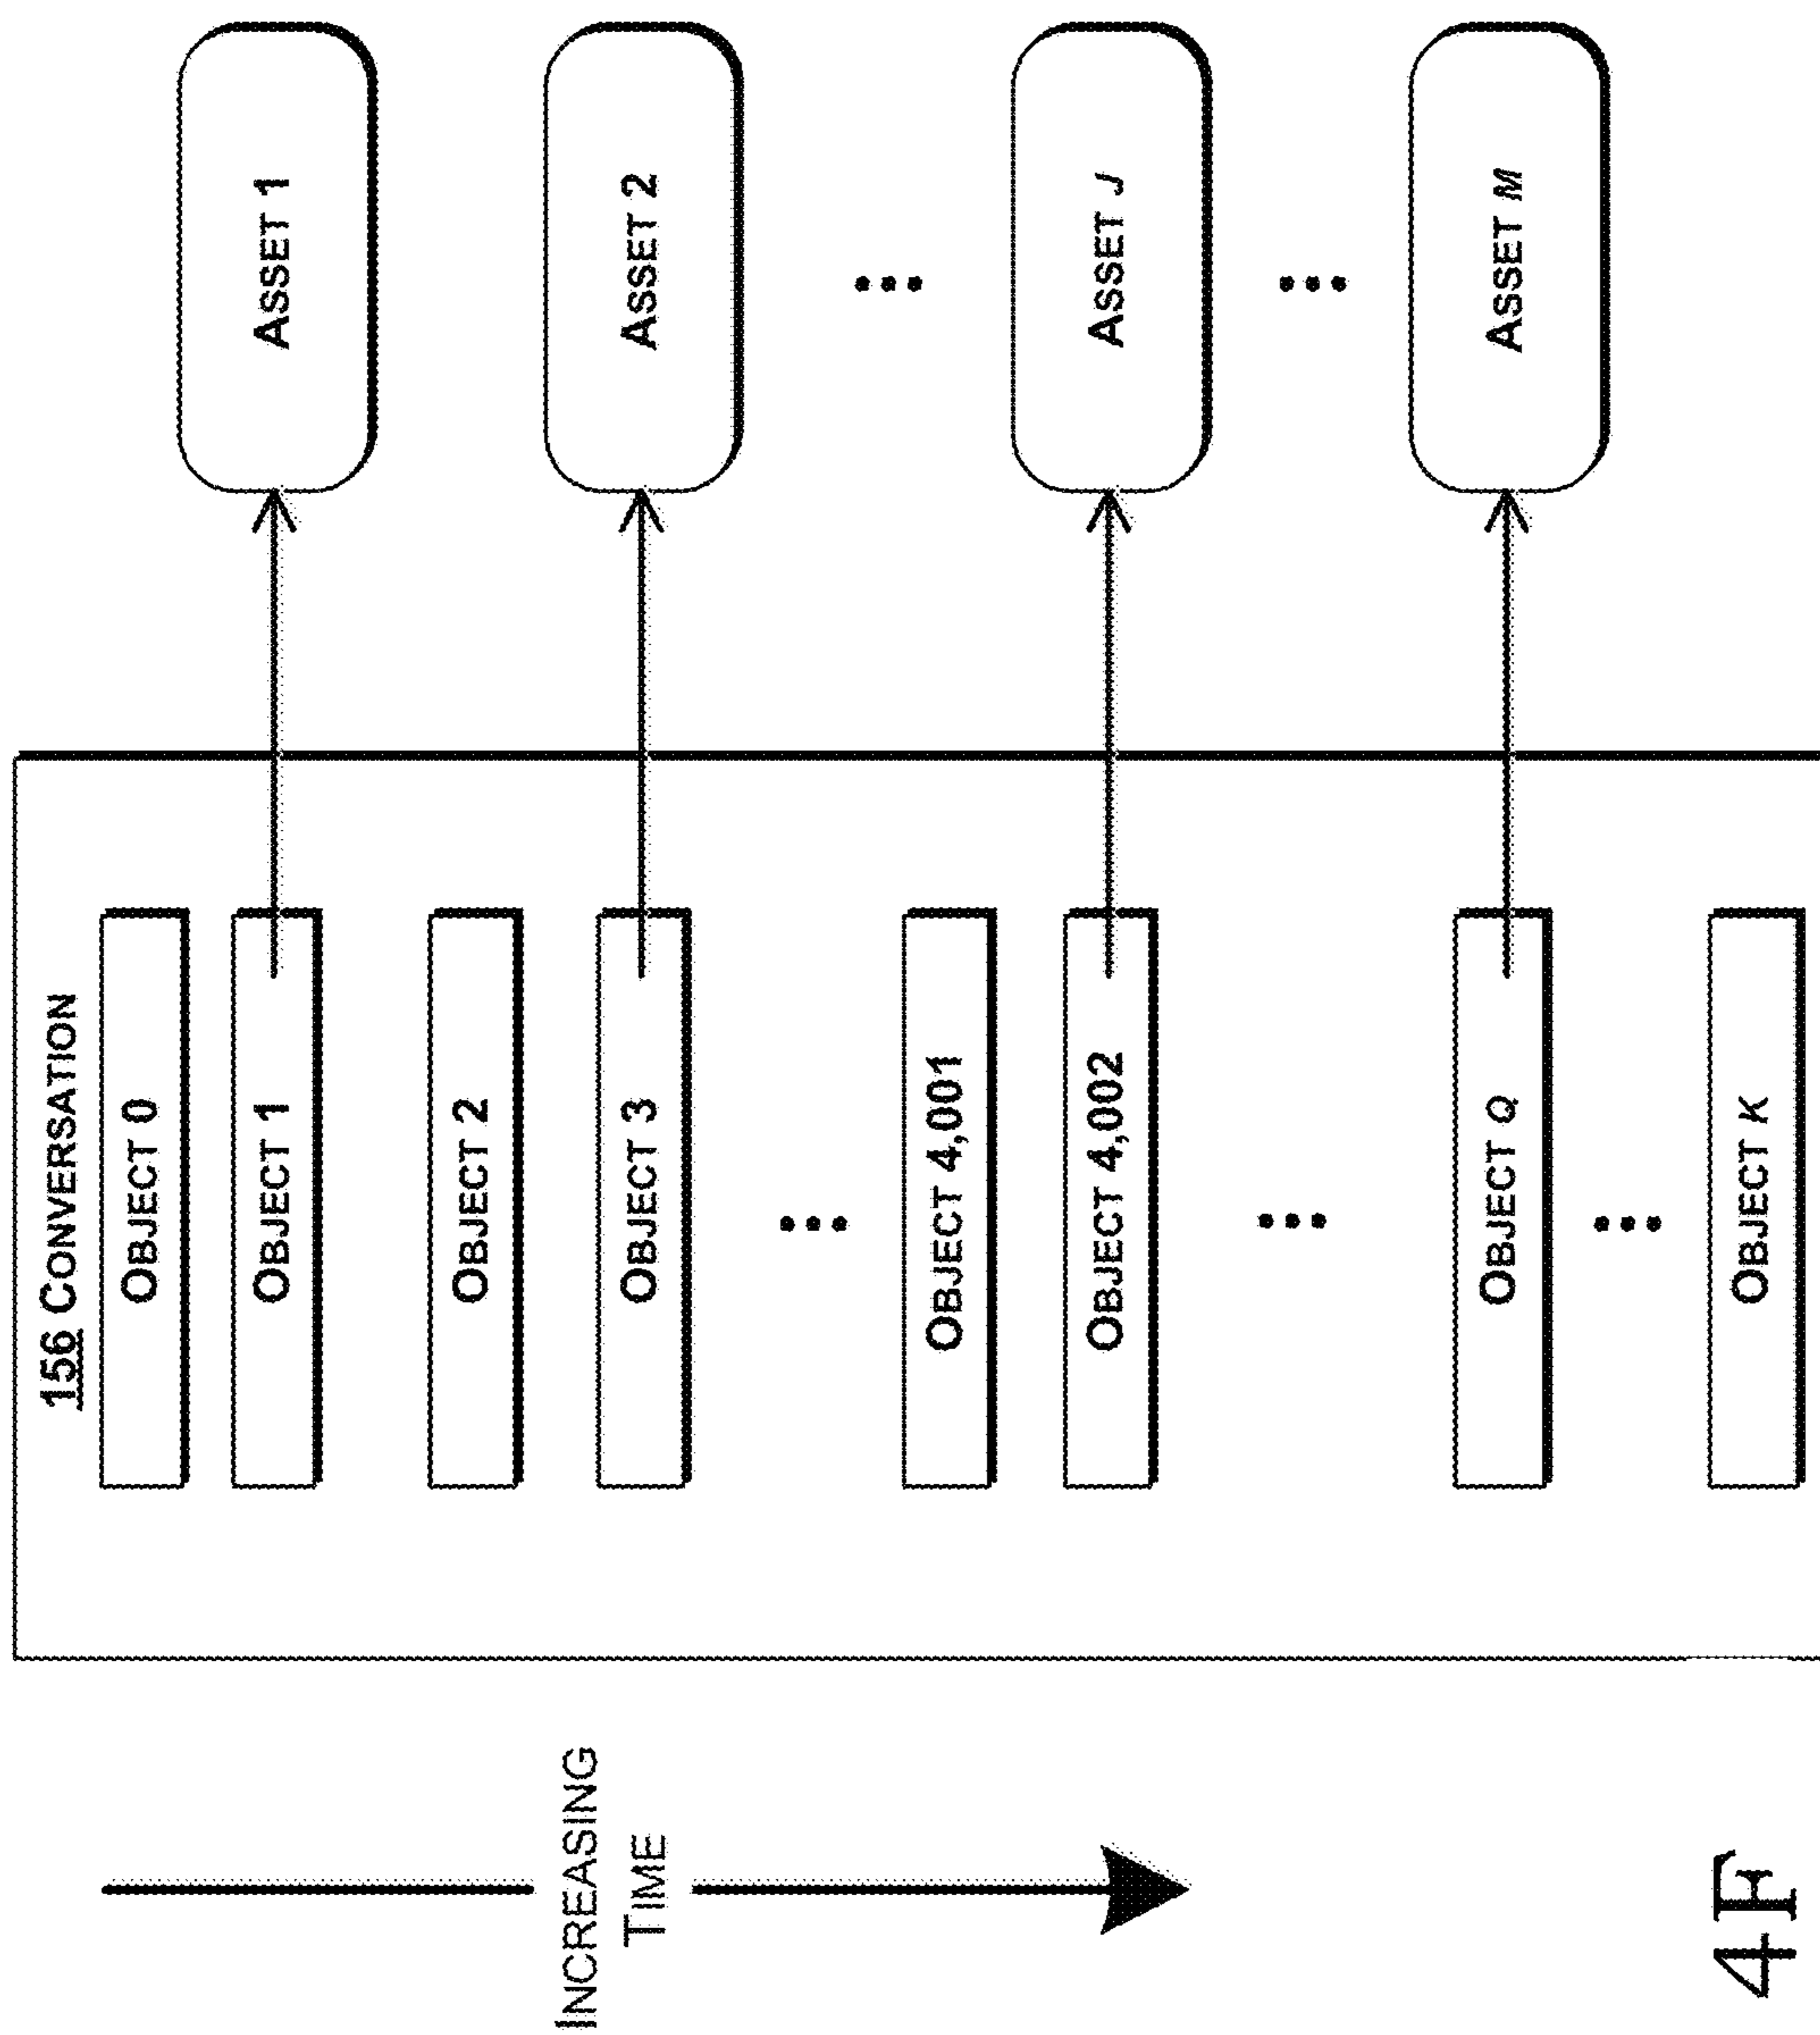 156 CONVERSATION
OBJECT 0
OBJECT 1
ASSET 1
OBJECT 2
INCREASING
TIME
OBJECT 3
ASSET 2
...
...
OBJECT 4,001
OBJECT 4,002
ASSET J
...
...
OBJECT Q
ASSET M
...
OBJECT K
4F